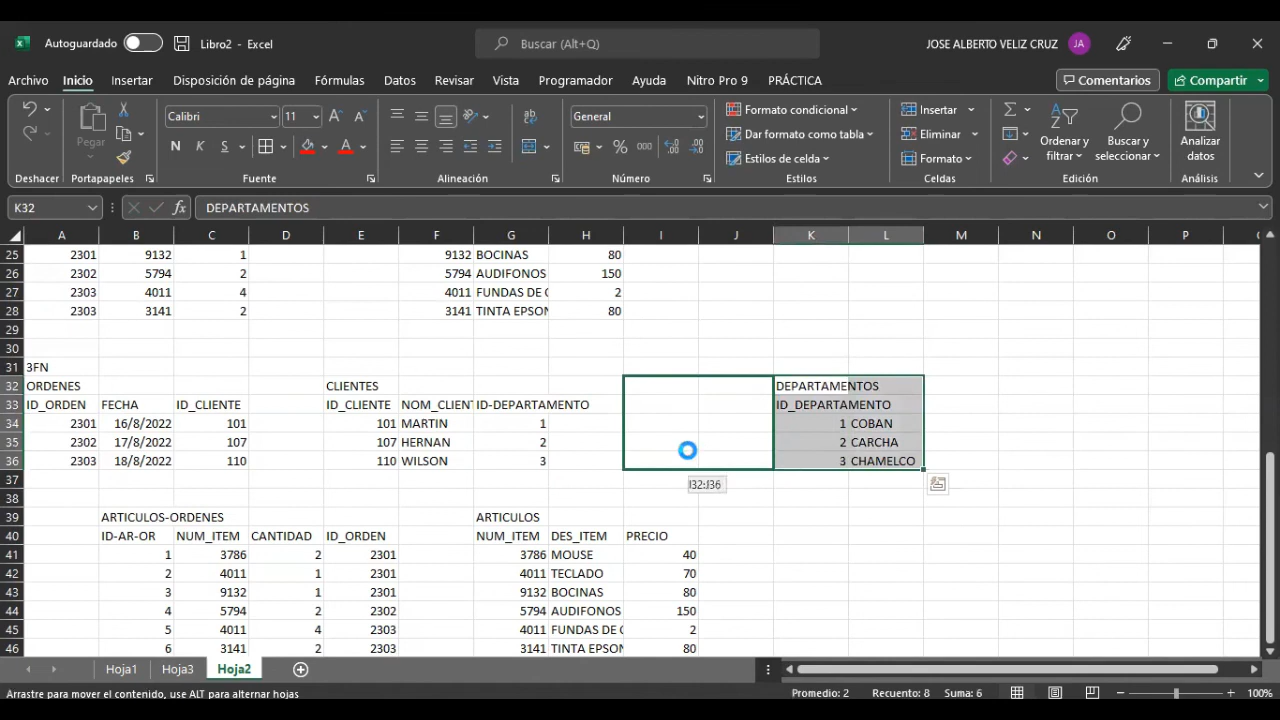 Autoguardado Libro2 - Excel Buscar (Alt+Q) JOSE ALBERTO VELIZ CRUZ JA
Archivo Inicio Insertar Disposición de página Fórmulas Datos Revisar Vista Programador Ayuda Nitro Pro 9 PRÁCTICA Comentarios Compartir
Pegar
Calibri 11
N K S
General
% 000
Formato condicional
Dar formato como tabla
Estilos de celda
Insertar
Eliminar
Formato
Ordenar y filtrar
Buscar y seleccionar
Analizar datos
Deshacer Portapapeles Fuente Alineación Número Estilos Celdas Edición Análisis
K32 fx DEPARTAMENTOS
A B C D E F G H I J K L M N O P
25 2301 9132 1 9132 BOCINAS 80
26 2302 5794 2 5794 AUDIFONOS 150
27 2303 4011 4 4011 FUNDAS DE 2
28 2303 3141 2 3141 TINTA EPSON 80
29
30
31 3FN
32 ORDENES CLIENTES DEPARTAMENTOS
33 ID_ORDEN FECHA ID_CLIENTE ID_CLIENTE NOM_CLIENT ID-DEPARTAMENTO ID_DEPARTAMENTO
34 2301 16/8/2022 101 101 MARTIN 1 1 COBAN
35 2302 17/8/2022 107 107 HERNAN 2 2 CARCHA
36 2303 18/8/2022 110 110 WILSON 3 3 CHAMELCO
37 I32:J36
38
39 ARTICULOS-ORDENES ARTICULOS
40 ID-AR-OR NUM_ITEM CANTIDAD ID_ORDEN NUM_ITEM DES_ITEM PRECIO
41 1 3786 2 2301 3786 MOUSE 40
42 2 4011 1 2301 4011 TECLADO 70
43 3 9132 1 2301 9132 BOCINAS 80
44 4 5794 2 2302 5794 AUDIFONOS 150
45 5 4011 4 2303 4011 FUNDAS DE 2
46 6 3141 2 2303 3141 TINTA EPSON 80
Hoja1 Hoja3 Hoja2
Arrastre para mover el contenido, use ALT para alternar hojas Promedio: 2 Recuento: 8 Suma: 6 100%